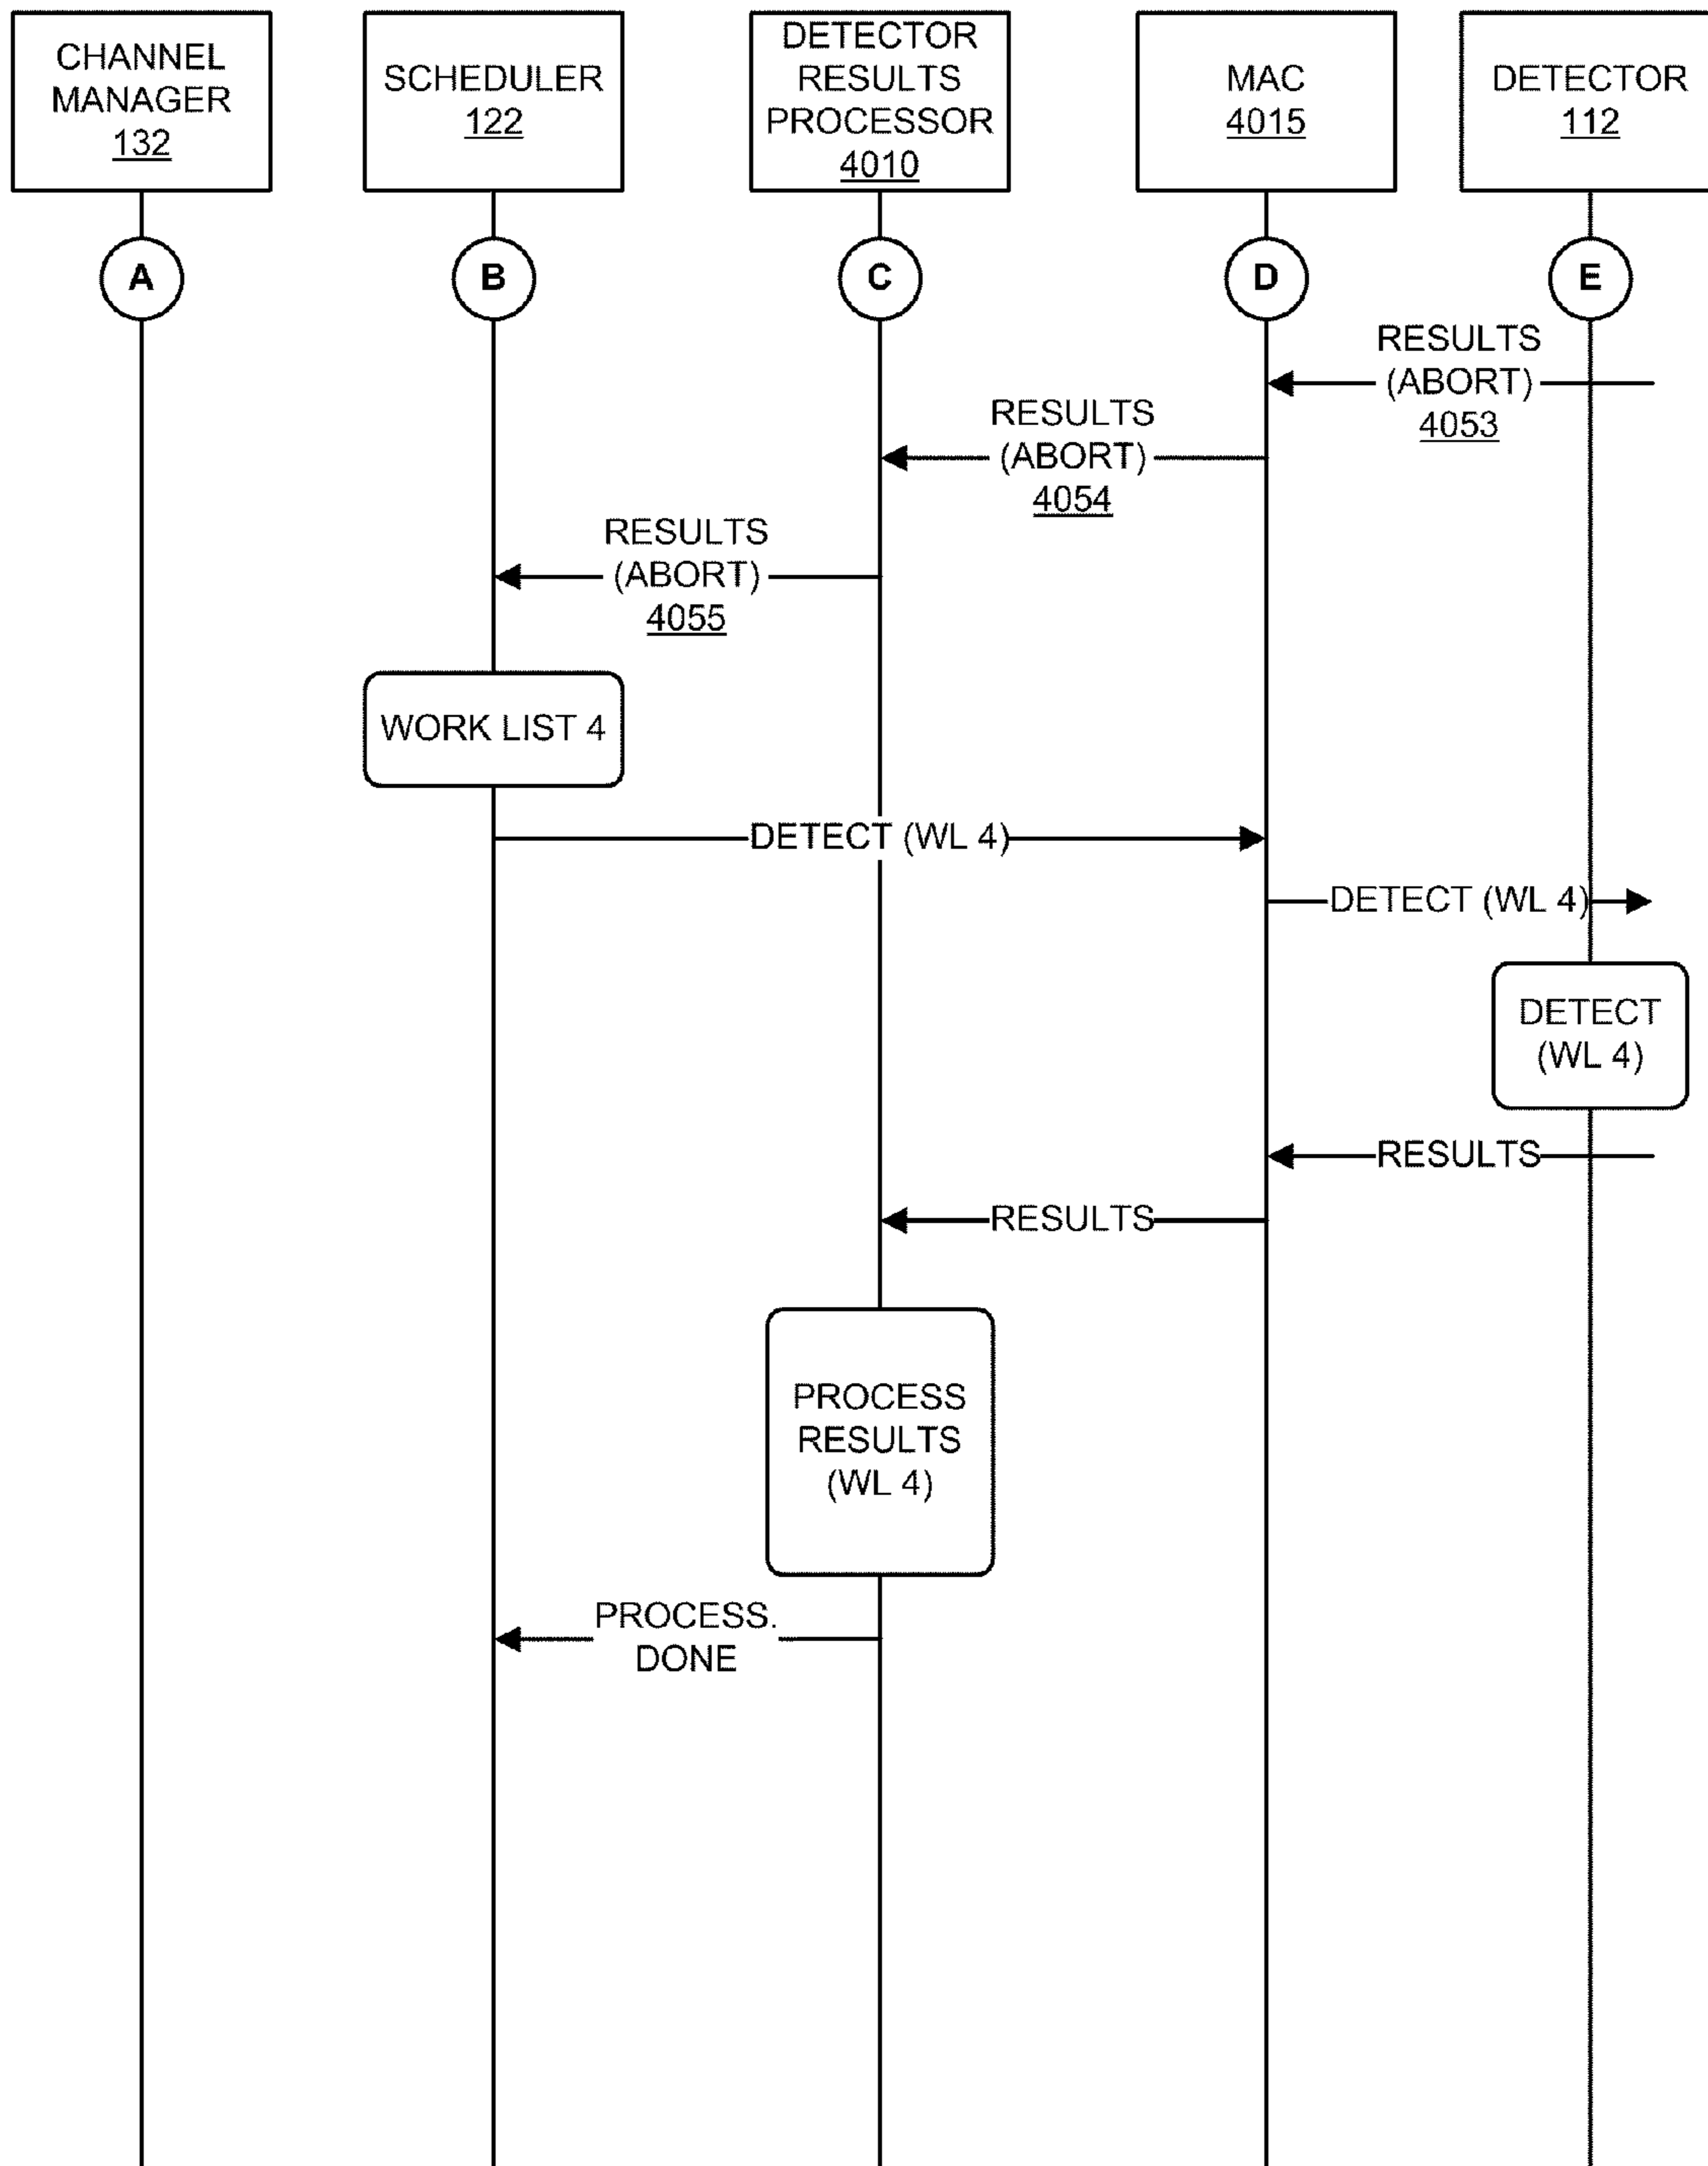 CHANNEL
MANAGER
132
SCHEDULER
122
DETECTOR
RESULTS
PROCESSOR
4010
MAC
4015
DETECTOR
112
A
B
C
D
E
RESULTS
(ABORT)
4053
RESULTS
(ABORT)
4054
RESULTS
(ABORT)
4055
WORK LIST 4
DETECT (WL 4)
DETECT (WL 4)
DETECT
(WL 4)
RESULTS
RESULTS
PROCESS
RESULTS
(WL 4)
PROCESS.
DONE